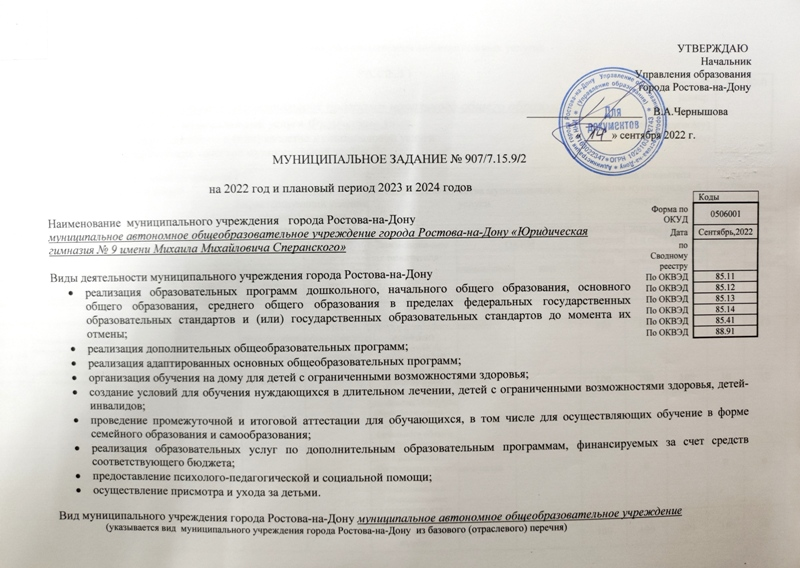 УТВЕРЖДАЮ
Начальник
Управления образования
города Ростова-на-Дону
В.А.Чернышова
« 14 » сентября 2022 г.
Для
документов
МУНИЦИПАЛЬНОЕ ЗАДАНИЕ № 907/7.15.9/2
на 2022 год и плановый период 2023 и 2024 годов
Коды
Форма по ОКУД 0506001
Дата Сентябрь,2022
по Сводному реестру
По ОКВЭД 85.11
По ОКВЭД 85.12
По ОКВЭД 85.13
По ОКВЭД 85.14
По ОКВЭД 85.41
По ОКВЭД 88.91
Наименование муниципального учреждения города Ростова-на-Дону
муниципальное автономное общеобразовательное учреждение города Ростова-на-Дону «Юридическая
гимназия № 9 имени Михаила Михайловича Сперанского»
Виды деятельности муниципального учреждения города Ростова-на-Дону
• реализация образовательных программ дошкольного, начального общего образования, основного
общего образования, среднего общего образования в пределах федеральных государственных
образовательных стандартов и (или) государственных образовательных стандартов до момента их
отмены;
• реализация дополнительных общеобразовательных программ;
• реализация адаптированных основных общеобразовательных программ;
• организация обучения на дому для детей с ограниченными возможностями здоровья;
• создание условий для обучения нуждающихся в длительном лечении, детей с ограниченными возможностями здоровья, детей-
инвалидов;
• проведение промежуточной и итоговой аттестации для обучающихся, в том числе для осуществляющих обучение в форме
семейного образования и самообразования;
• реализация образовательных услуг по дополнительным образовательным программам, финансируемых за счет средств
соответствующего бюджета;
• предоставление психолого-педагогической и социальной помощи;
• осуществление присмотра и ухода за детьми.
Вид муниципального учреждения города Ростова-на-Дону муниципальное автономное общеобразовательное учреждение
(указывается вид муниципального учреждения города Ростова-на-Дону из базового (отраслевого) перечня)